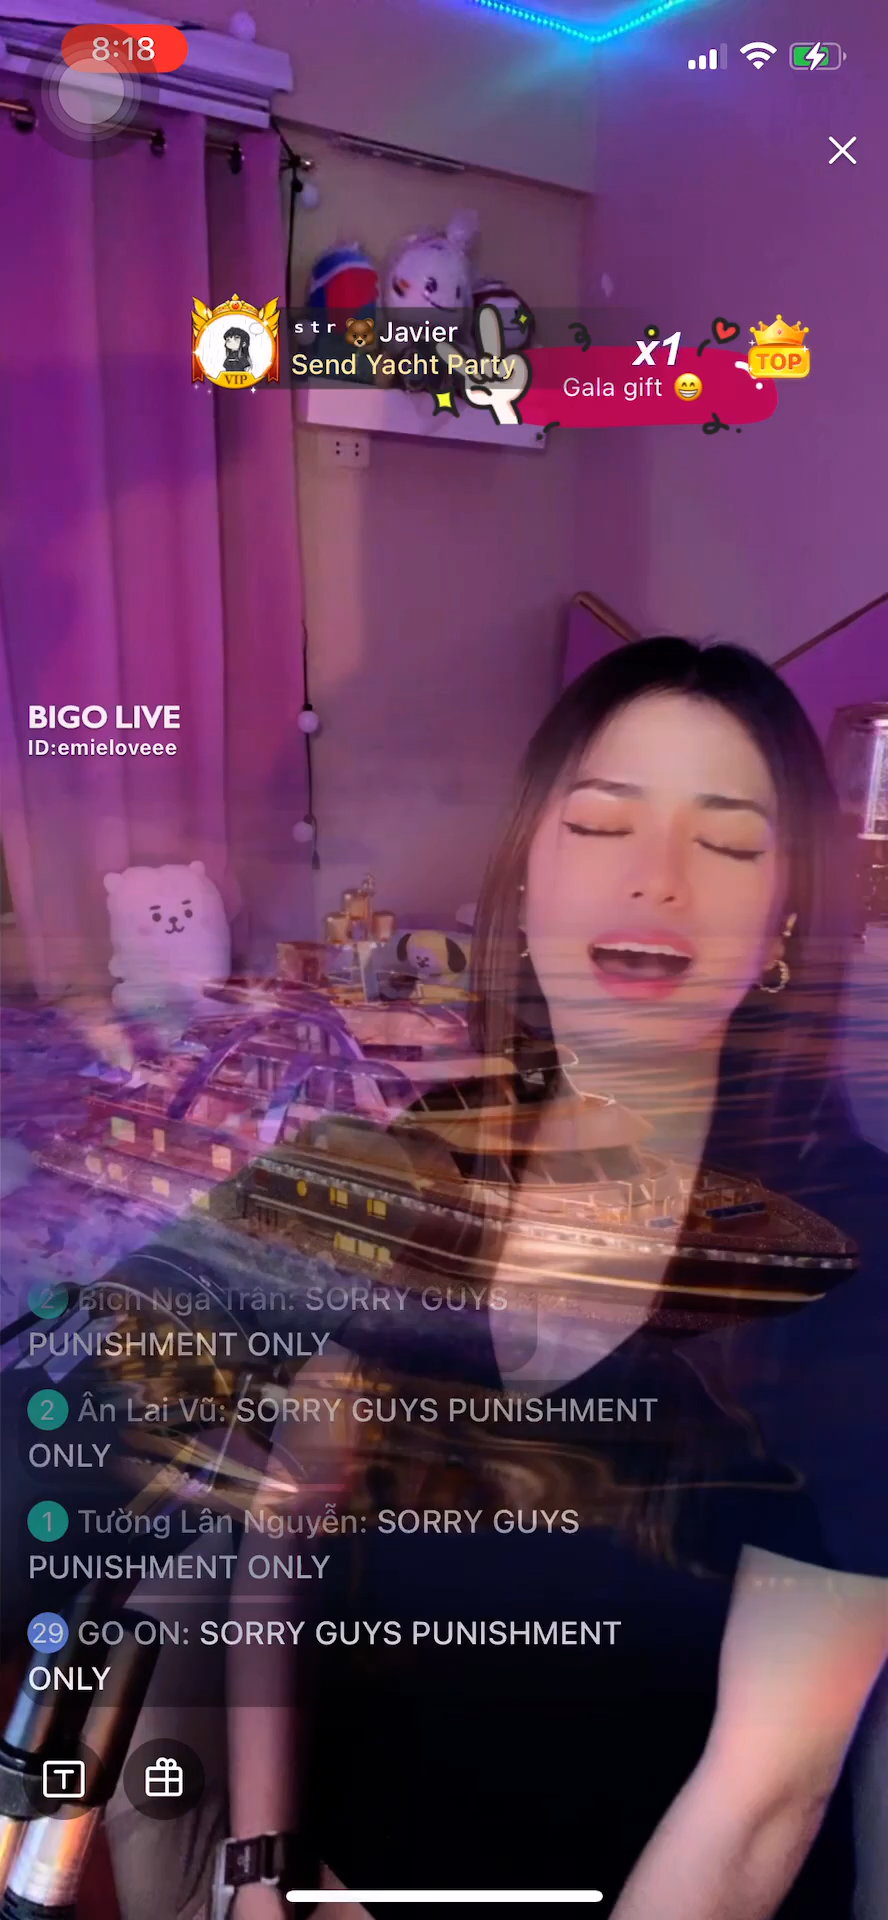 8:18
ˢᵗʳ🐻Javier
Send Yacht Party
x1
Gala gift 😁
VIP
TOP
BIGO LIVE
ID:emieloveee
2 Bích Nga Trân: SORRY GUYS
PUNISHMENT ONLY
2 Ân Lai Vũ: SORRY GUYS PUNISHMENT
ONLY
1 Tường Lân Nguyễn: SORRY GUYS
PUNISHMENT ONLY
29 GO ON: SORRY GUYS PUNISHMENT
ONLY
T